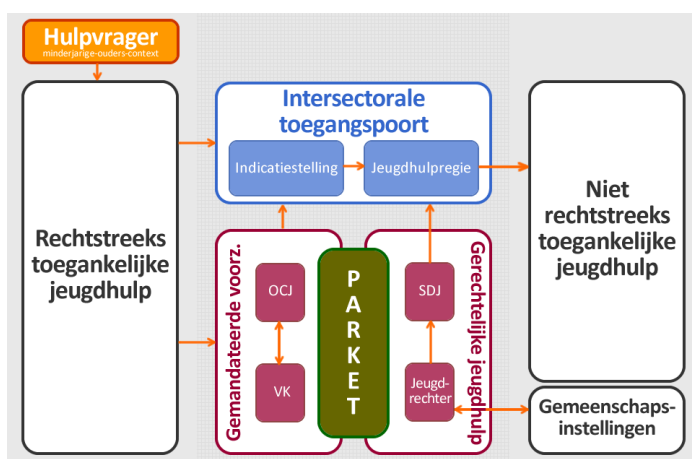 Hulpvrager
minderjarige-ouders-context
Rechtstreeks
toegankelijke
jeugdhulp
Intersectorale
toegangspoort
Indicatiestelling
Jeugdhulpregie
Niet
rechtstreeks
toegankelijke
jeugdhulp
Gemandateerde voorz.
OCJ
VK
PARKET
SDJ
Jeugd-
rechter
Gerechtelijke jeugdhulp
Gemeenschaps-
instellingen